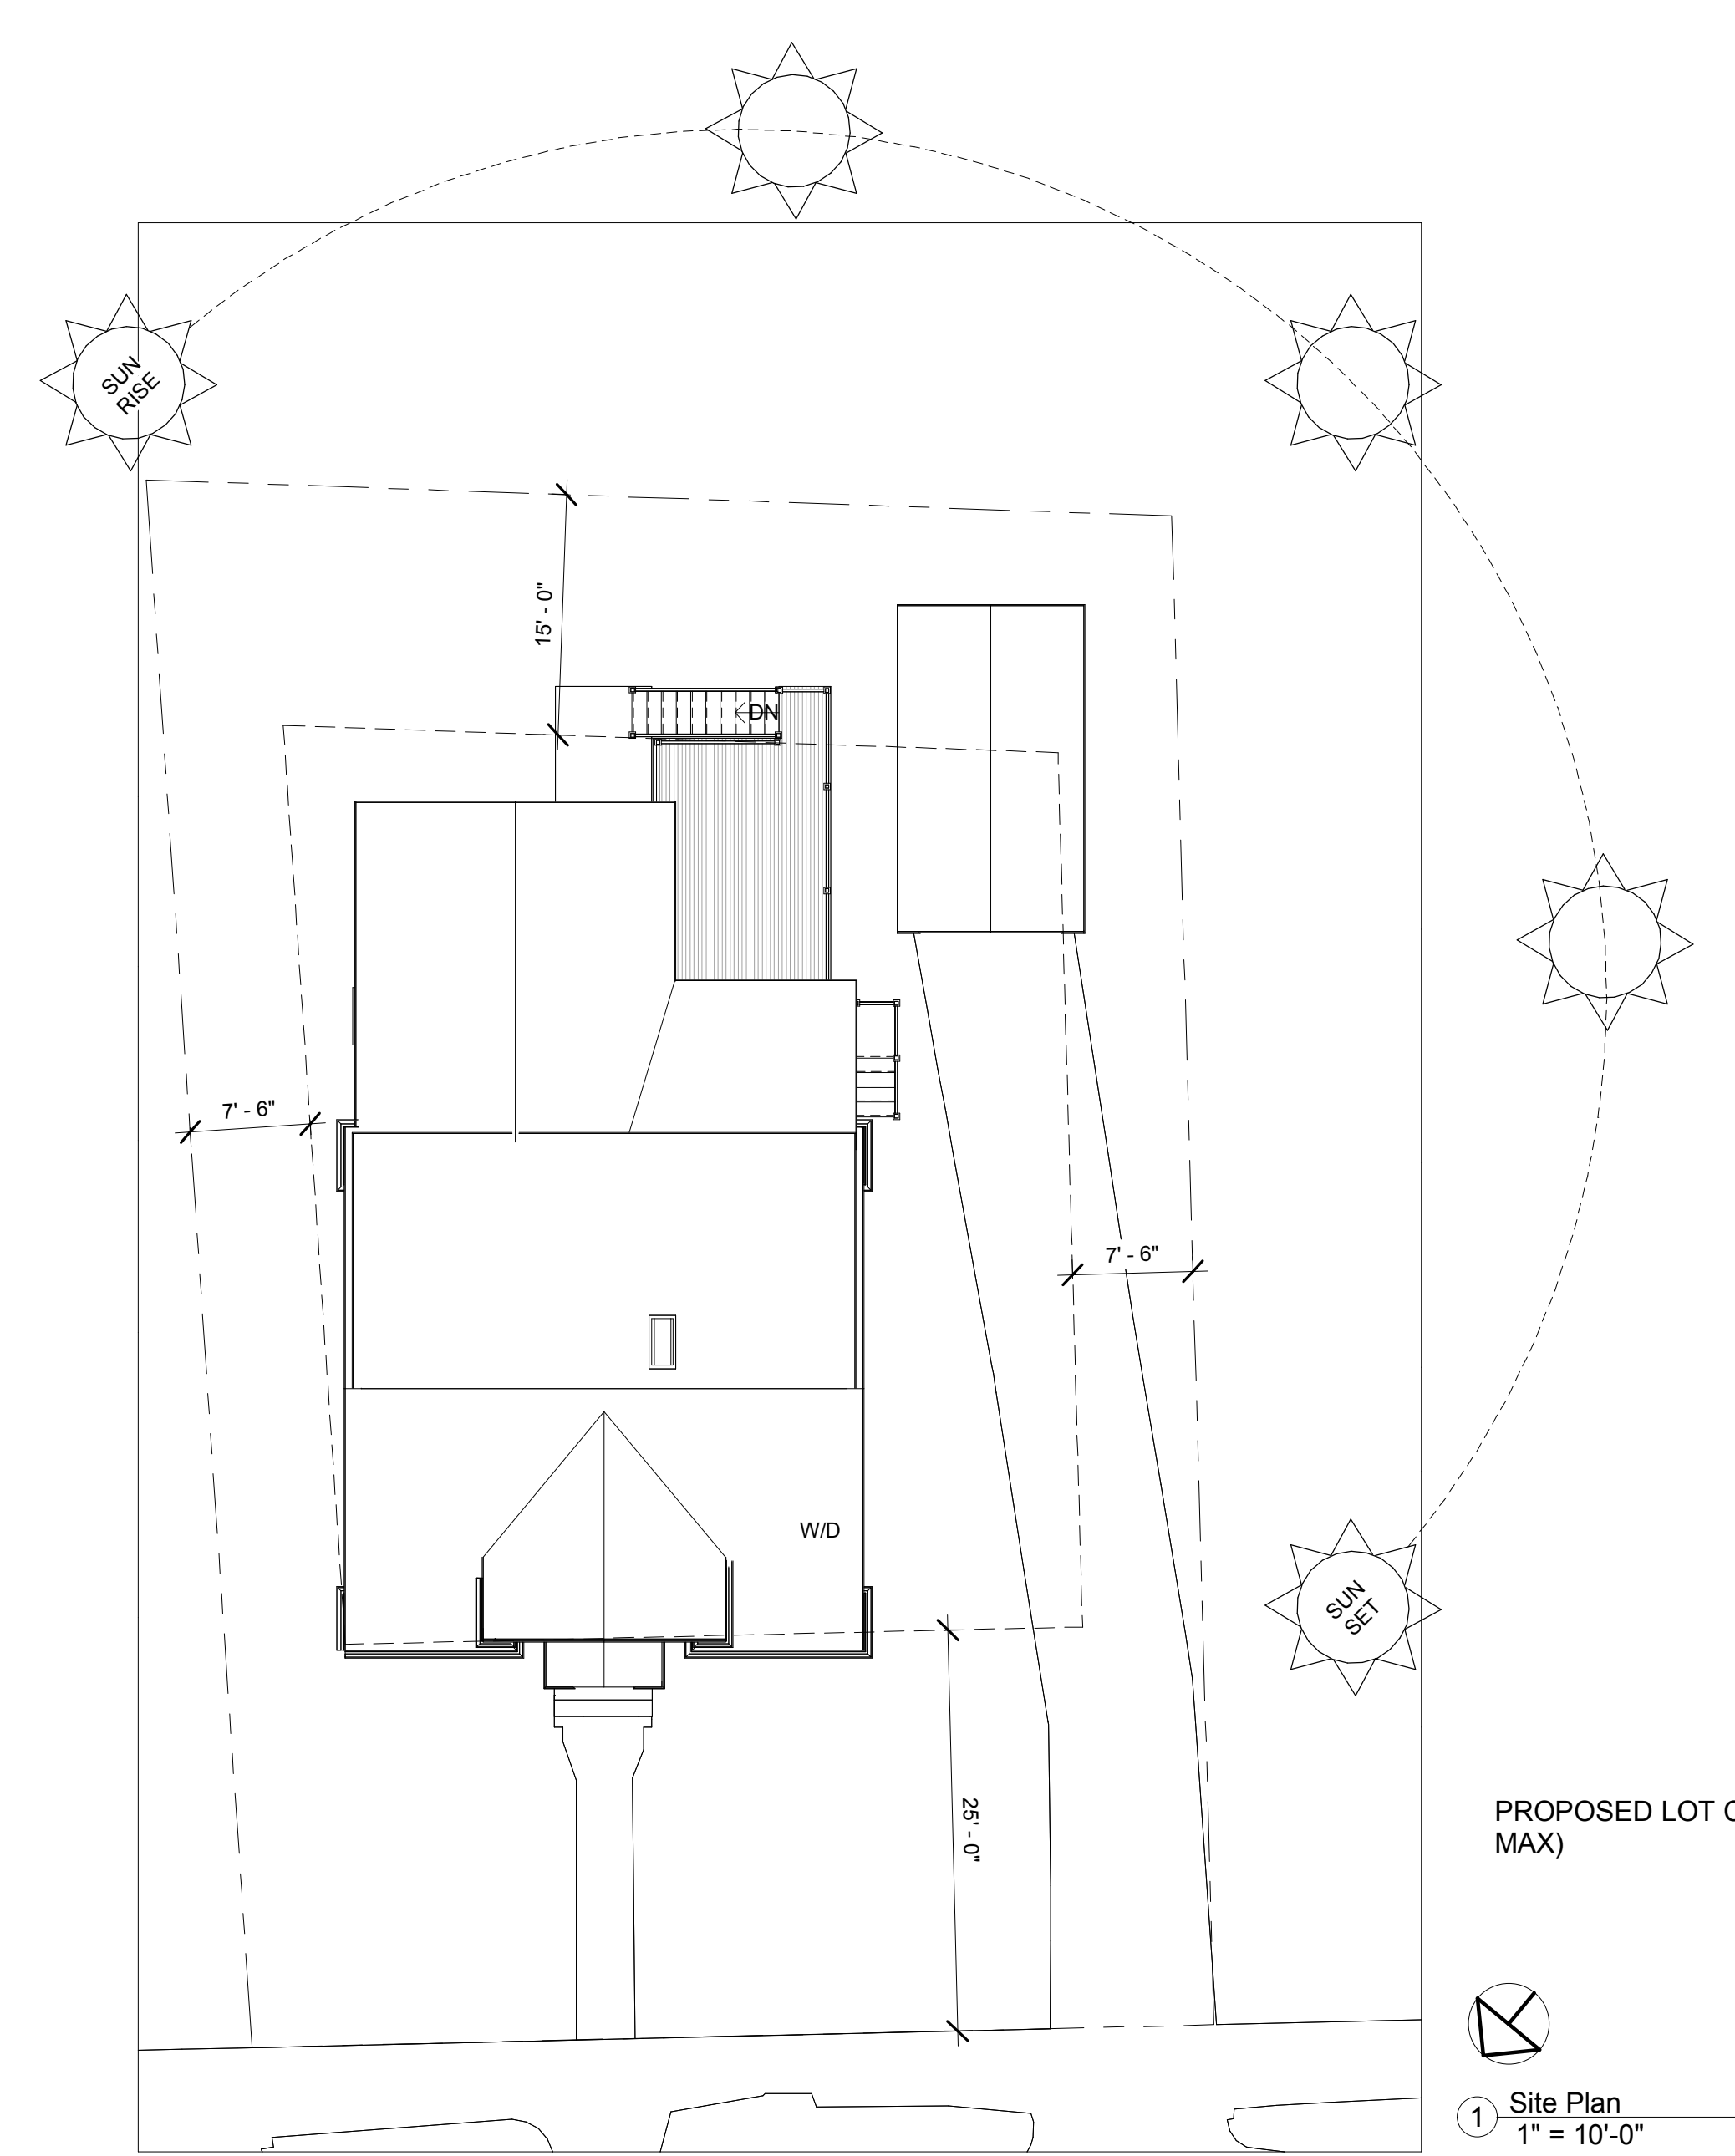 SUN
RISE
15' - 0"
DN
7' - 6"
7' - 6"
W/D
SUN
SET
25' - 0"
PROPOSED LOT
MAX)
1
Site Plan
1" = 10'-0"